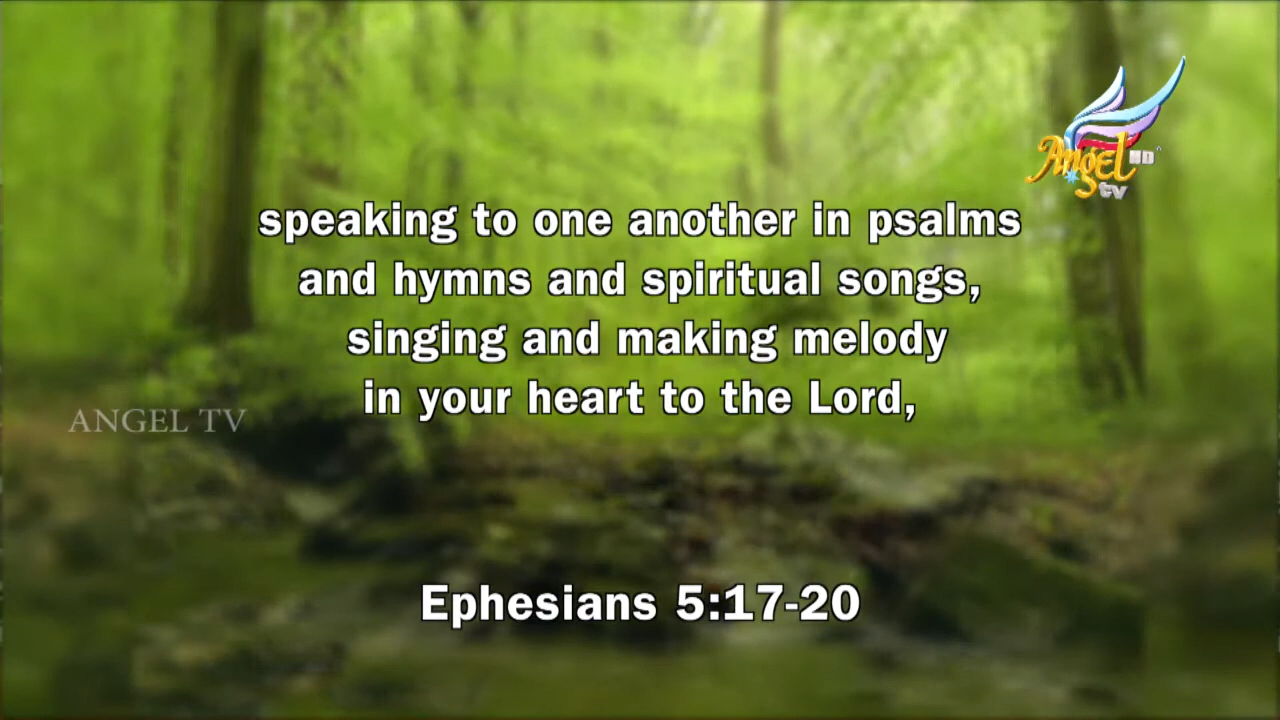 Angel HD
tv
speaking to one another in psalms
and hymns and spiritual songs,
singing and making melody
in your heart to the Lord,
ANGEL TV
Ephesians 5:17-20